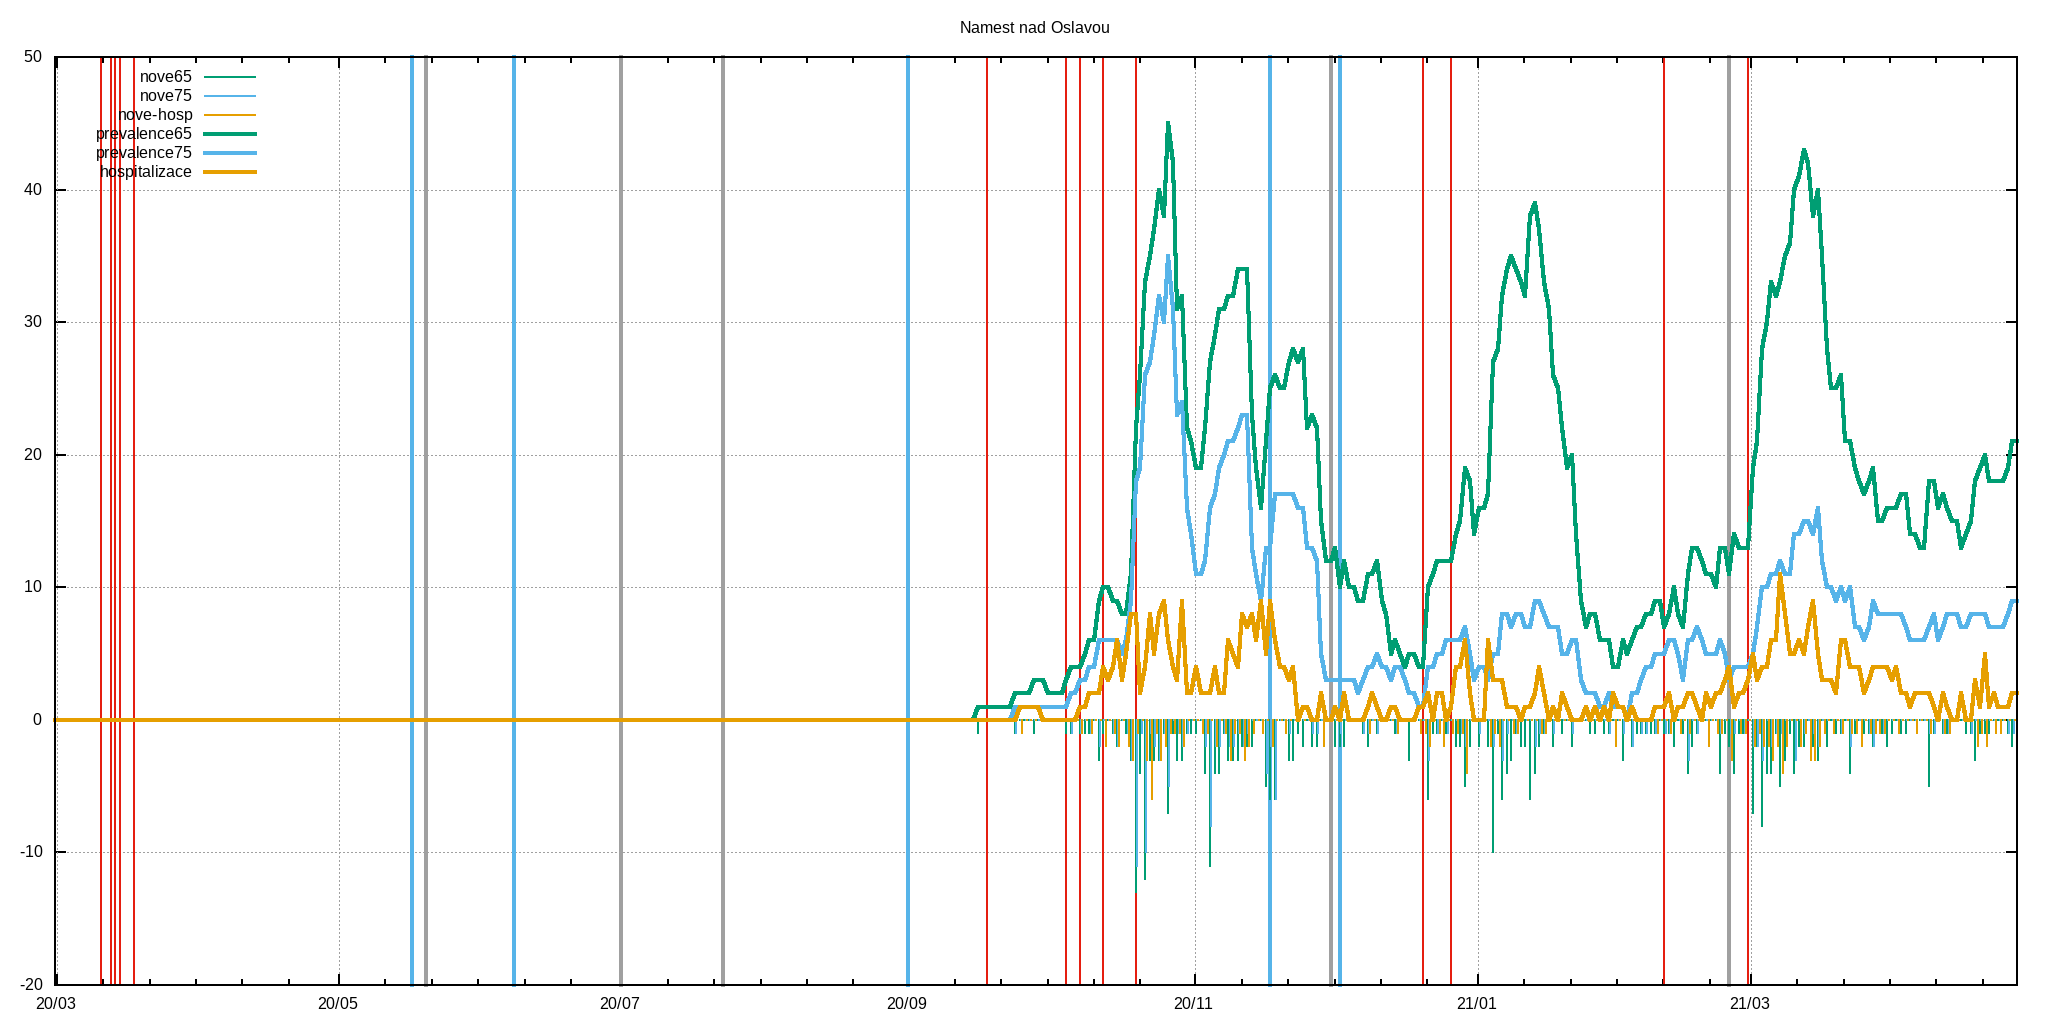 Namest nad Oslavou
50
40
30
20
10
0
-10
-20
nove65
nove75
nove-hosp
prevalence65
prevalence75
hospitalizace
20/03 20/05 20/07 20/09 20/11 21/01 21/03